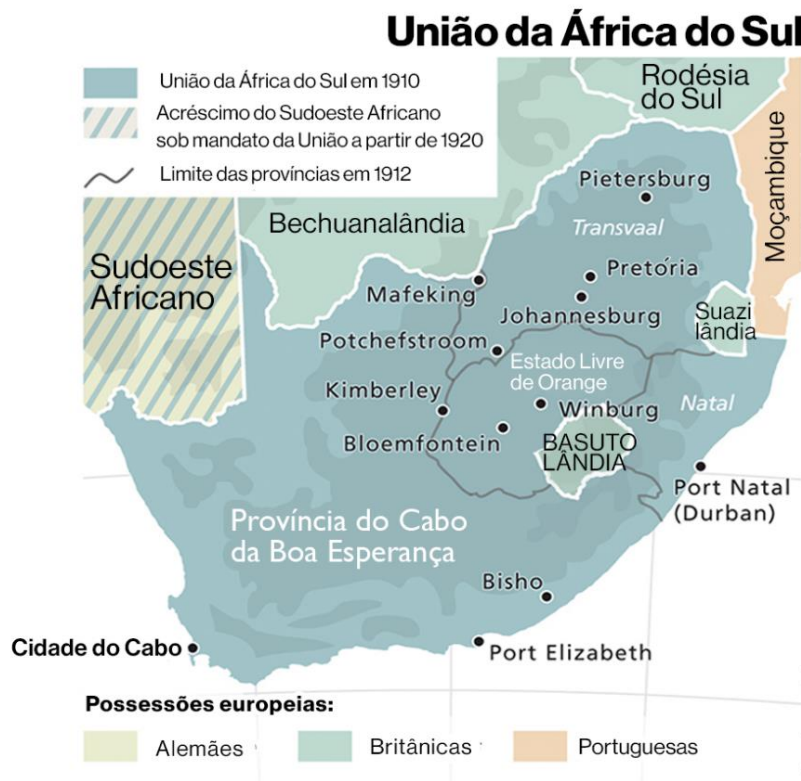 União da África do Sul
União da África do Sul em 1910
Acréscimo do Sudoeste Africano
sob mandato da União a partir de 1920
Limite das províncias em 1912
Rodésia
do Sul
Moçambique
Pietersburg
Transvaal
Bechuanalândia
Sudoeste
Africano
Pretória
Mafeking
Johannesburg
Suazi
lândia
Potchefstroom
Estado Livre
de Orange
Kimberley
Winburg
Natal
Bloemfontein
BASUTO
LÂNDIA
Port Natal
(Durban)
Província do Cabo
da Boa Esperança
Bisho
Cidade do Cabo
Port Elizabeth
Possessões europeias:
Alemães
Britânicas
Portuguesas